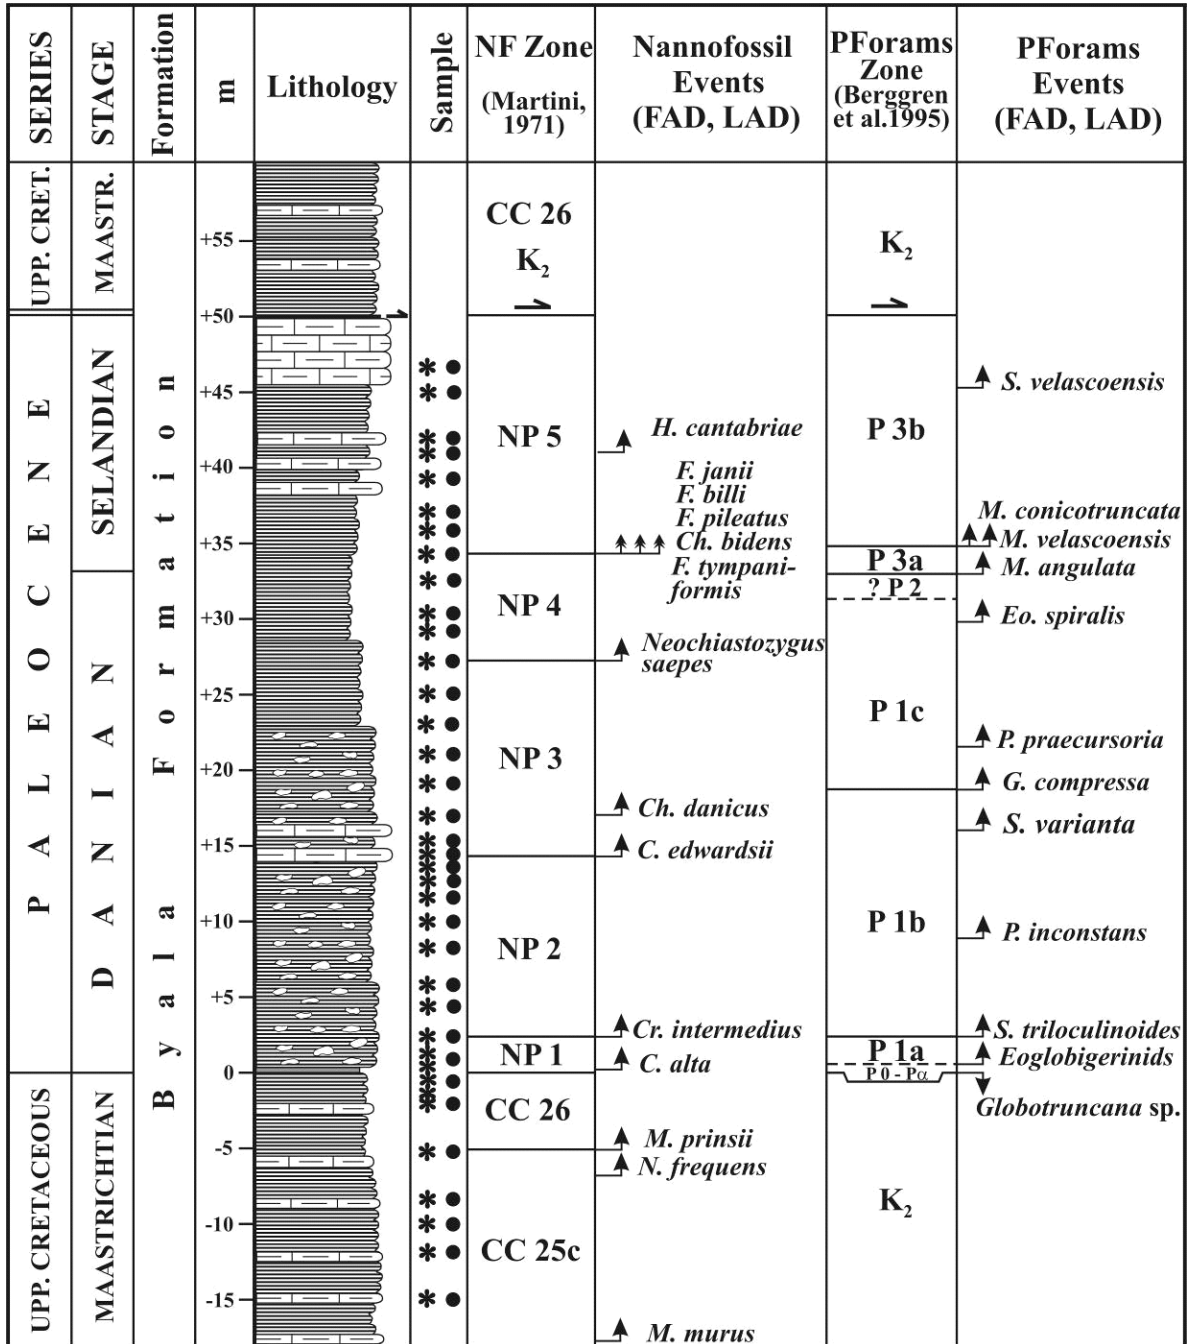 SERIES
STAGE
Formation
m
Lithology
Sample
NF Zone
(Martini,
1971)
Nannofossil
Events
(FAD, LAD)
PForams
Zone
(Berggren
et al.1995)
PForams
Events
(FAD, LAD)
UPP. CRET.
PALEOCENE
UPP. CRETACEOUS
MAASTR.
SELANDIAN
DANIAN
MAASTRICHTIAN
Byala Formation
+55
+50
+45
+40
+35
+30
+25
+20
+15
+10
+5
0
-5
-10
-15
CC 26
K2
NP 5
NP 4
NP 3
NP 2
NP 1
CC 26
CC 25c
H. cantabriae
F. janii
F. billi
F. pileatus
Ch. bidens
F. tympani-
formis
Neochiastozygus
saepes
Ch. danicus
C. edwardsii
Cr. intermedius
C. alta
M. prinsii
N. frequens
M. murus
K2
P 3b
P 3a
? P 2
P 1c
P 1b
P 1a
P 0 - Pα
K2
S. velascoensis
M. conicotruncata
M. velascoensis
M. angulata
Eo. spiralis
P. praecursoria
G. compressa
S. varianta
P. inconstans
S. triloculinoides
Eoglobigerinids
Globotruncana sp.